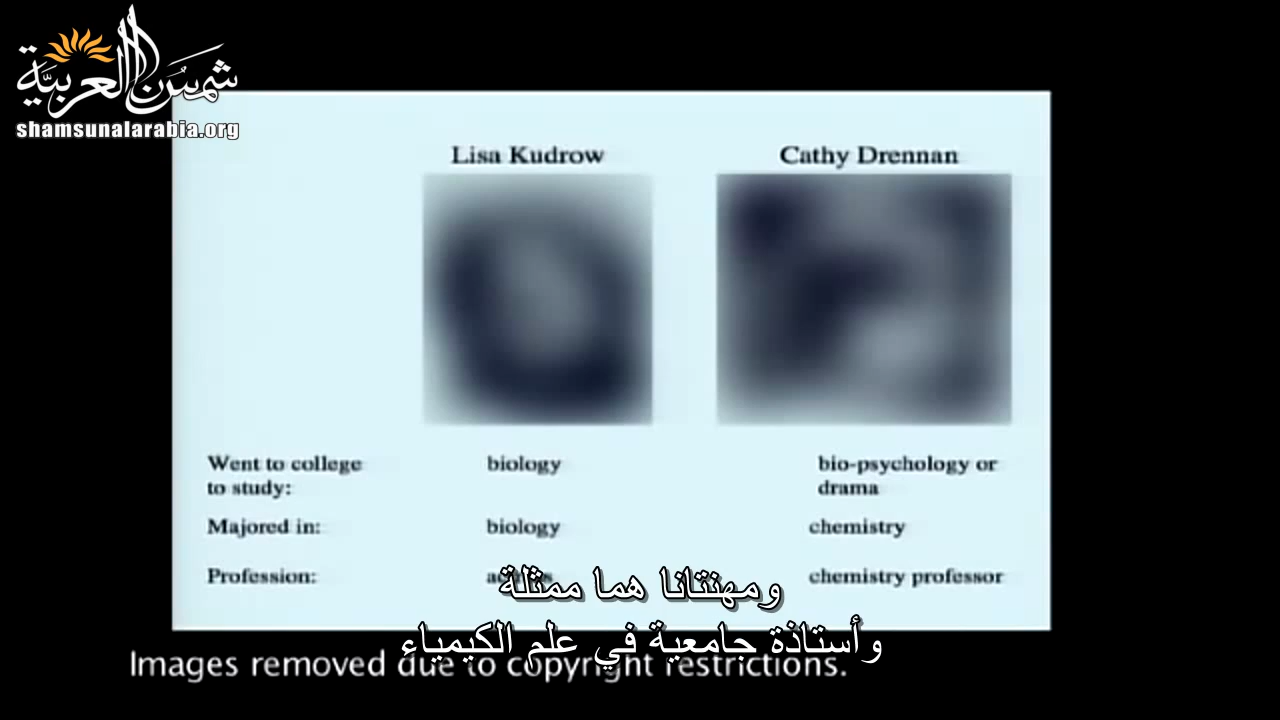 شمس العربية
shamsunalarabia.org
Lisa Kudrow
Cathy Drennan
Went to college to study:
biology
bio-psychology or drama
Majored in:
biology
chemistry
Profession:
chemistry professor
ومهنتانا هما ممثلة
وأستاذة جامعية في علم الكيمياء
Images removed due to copyright restrictions.